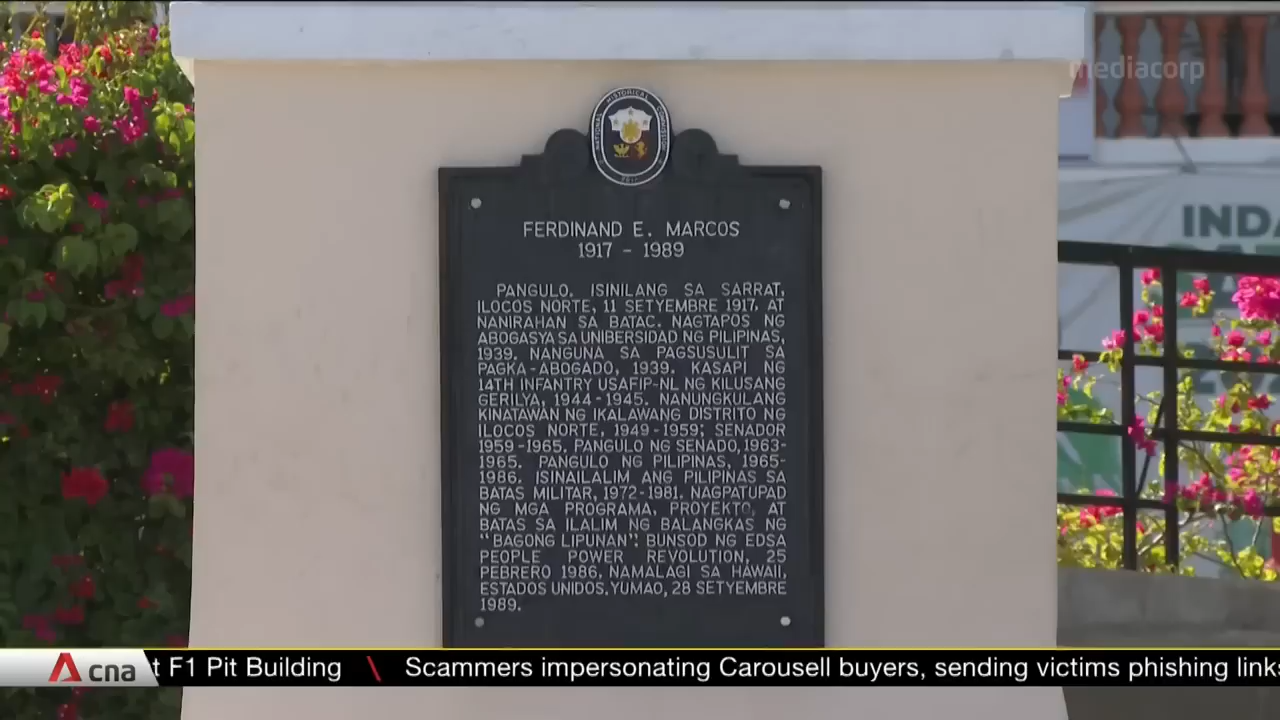 mediacorp
NATIONAL HISTORICAL COMMISSION
FERDINAND E. MARCOS
1917 - 1989
PANGULO. ISINILANG SA SARRAT,
ILOCOS NORTE, 11 SETYEMBRE 1917, AT
NANIRAHAN SA BATAC. NAGTAPOS NG
ABOGASYA SA UNIBERSIDAD NG PILIPINAS,
1939. NANGUNA SA PAGSUSULIT SA
PAGKA-ABOGADO, 1939. KASAPI NG
14TH INFANTRY USAFIP-NL NG KILUSANG
GERILYA, 1944-1945. NANUNGKULANG
KINATAWAN NG IKALAWANG DISTRITO NG
ILOCOS NORTE, 1949-1959; SENADOR
1959-1965. PANGULO NG SENADO, 1963-
1965. PANGULO NG PILIPINAS, 1965-
1986. ISINAILALIM ANG PILIPINAS SA
BATAS MILITAR, 1972-1981. NAGPATUPAD
NG MGA PROGRAMA, PROYEKTO, AT
BATAS SA ILALIM NG BALANGKAS NG
"BAGONG LIPUNAN". BUNSOD NG EDSA
PEOPLE POWER REVOLUTION, 25
PEBRERO 1986, NAMALAGI SA HAWAII,
ESTADOS UNIDOS. YUMAO, 28 SETYEMBRE
1989.
IND
cna
t F1 Pit Building \ Scammers impersonating Carousell buyers, sending victims phishing links